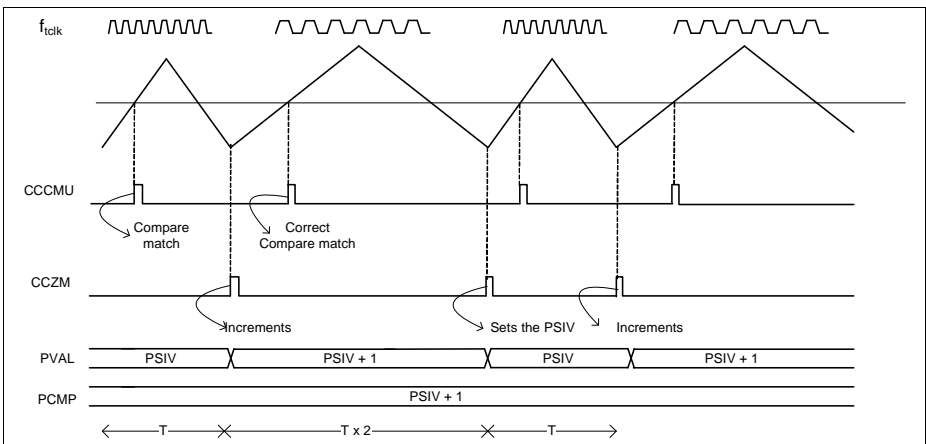 ftclk
CCCMU
Compare
match
Correct
Compare match
CCZM
Increments
Sets the PSIV
Increments
PVAL
PSIV
PSIV + 1
PSIV
PSIV + 1
PCMP
PSIV + 1
T
T x 2
T